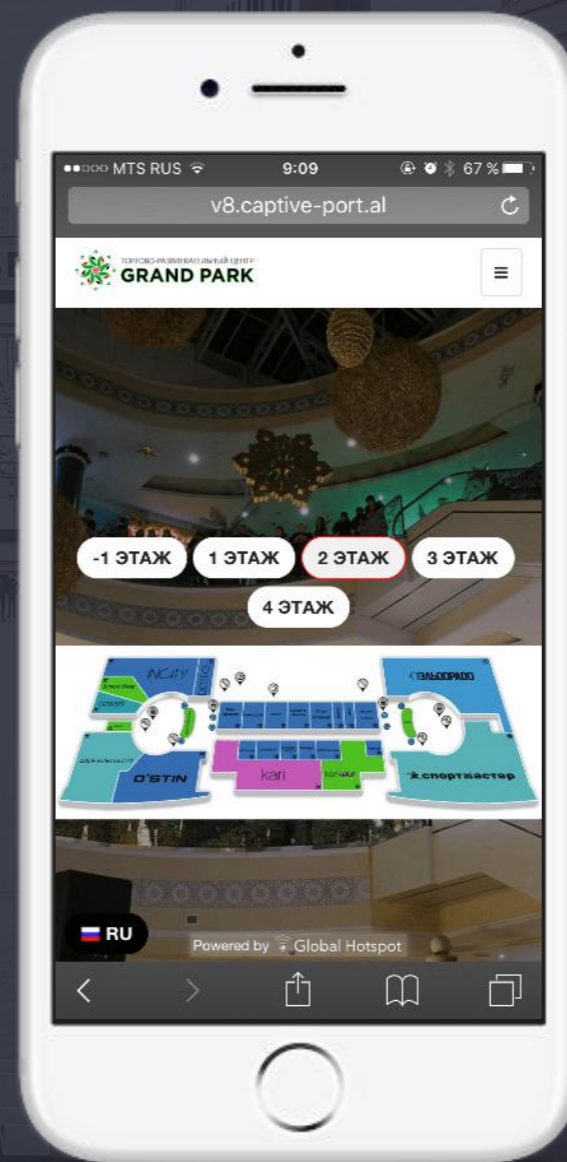 MTS RUS 9:09 67 %
v8.captive-port.al
ТОРГОВО-РАЗВЛЕКАТЕЛЬНЫЙ ЦЕНТР
GRAND PARK
-1 ЭТАЖ 1 ЭТАЖ 2 ЭТАЖ 3 ЭТАЖ
4 ЭТАЖ
INCITY ЭЛЬДОРАДО
O'STIN kari спортмастер
RU
Powered by Global Hotspot